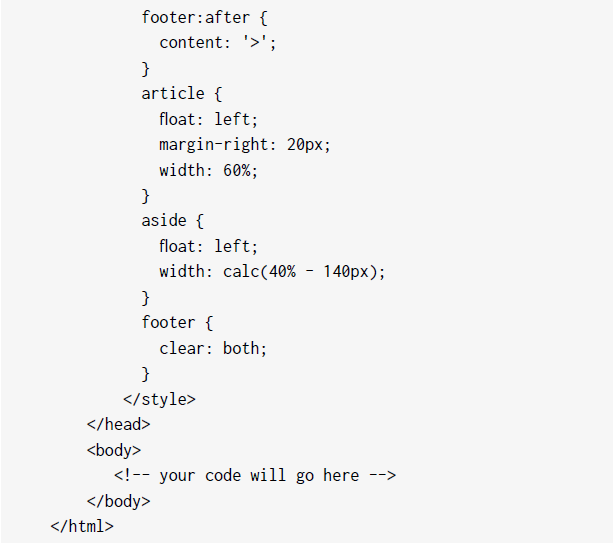 footer:after {
content: '>';
}
article {
float: left;
margin-right: 20px;
width: 60%;
}
aside {
float: left;
width: calc(40% - 140px);
}
footer {
clear: both;
}
</style>
</head>
<body>
<!-- your code will go here -->
</body>
</html>